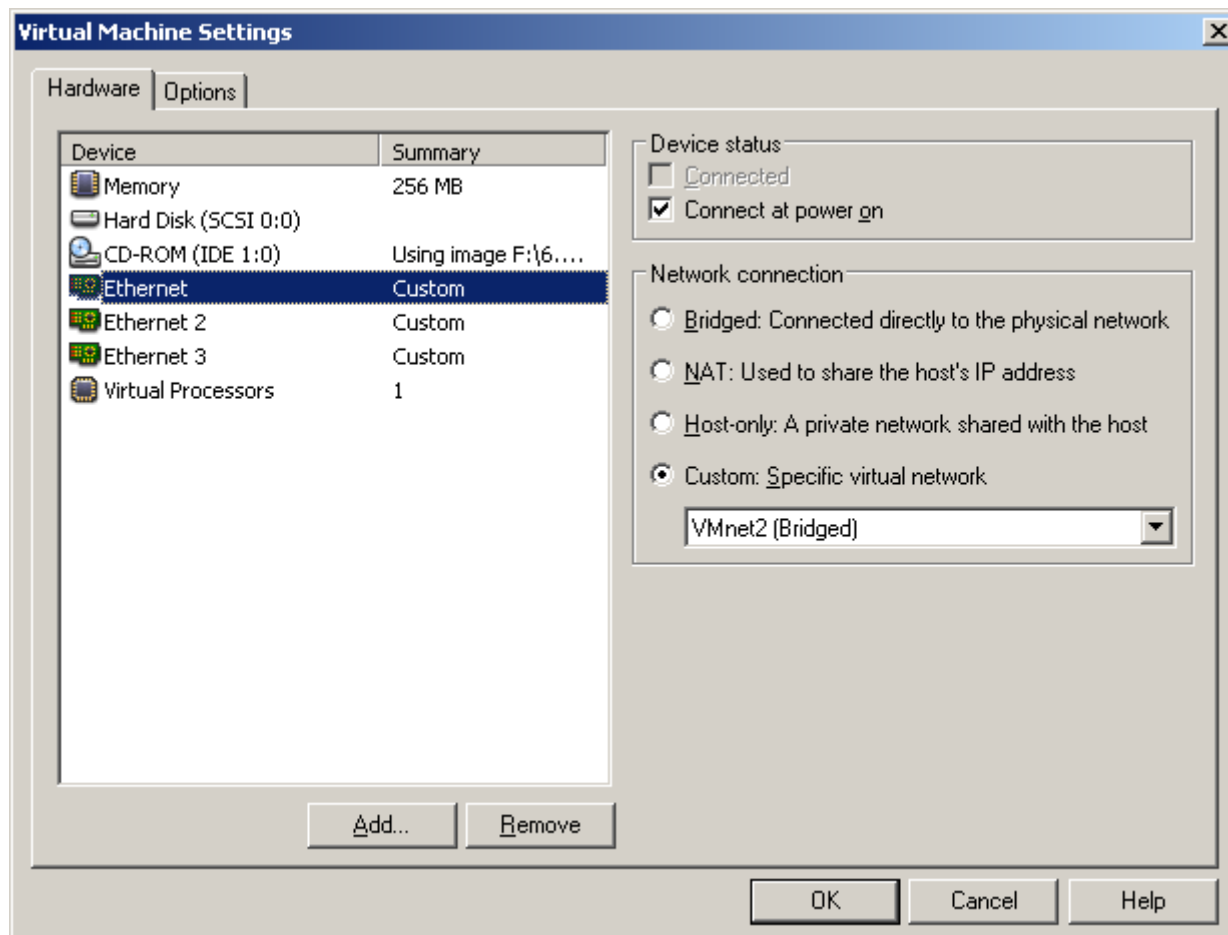 Virtual Machine Settings
Hardware Options
Device Summary
Memory 256 MB
Hard Disk (SCSI 0:0)
CD-ROM (IDE 1:0) Using image F:\6....
Ethernet Custom
Ethernet 2 Custom
Ethernet 3 Custom
Virtual Processors 1
Add... Remove
Device status
Connected
Connect at power on
Network connection
Bridged: Connected directly to the physical network
NAT: Used to share the host's IP address
Host-only: A private network shared with the host
Custom: Specific virtual network
VMnet2 (Bridged)
OK Cancel Help